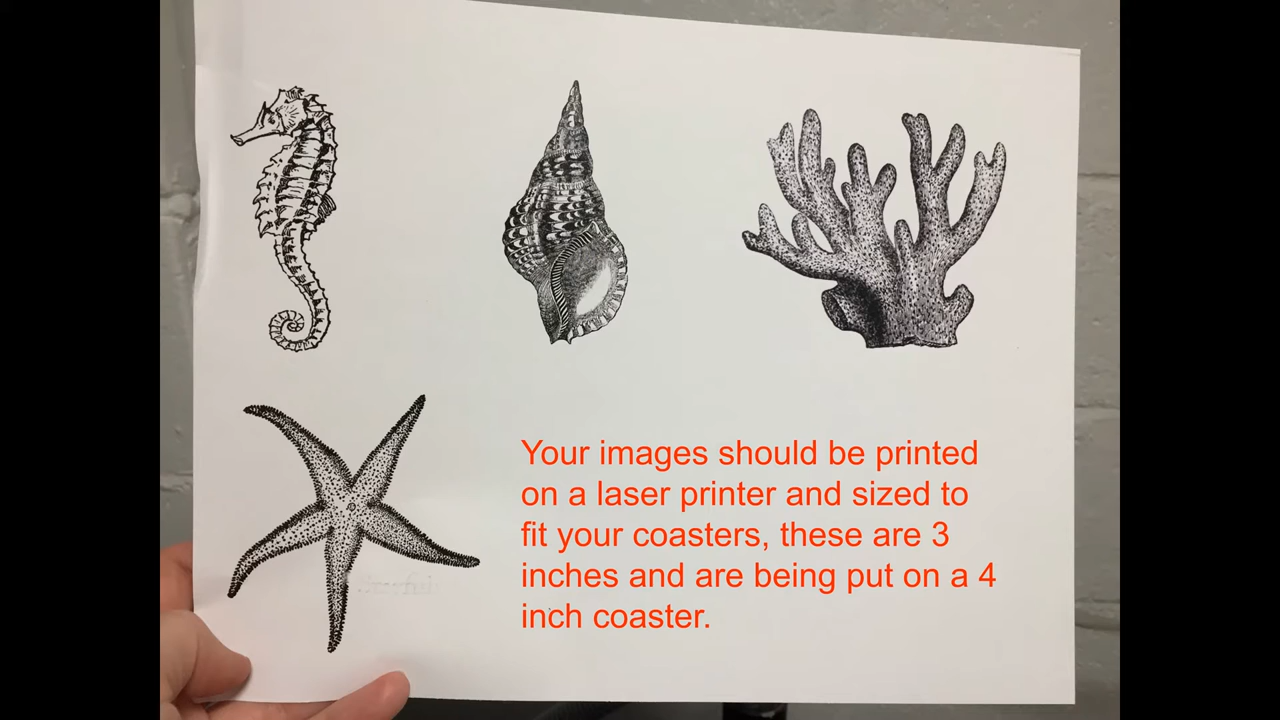 Your images should be printed
on a laser printer and sized to
fit your coasters, these are 3
inches and are being put on a 4
inch coaster.